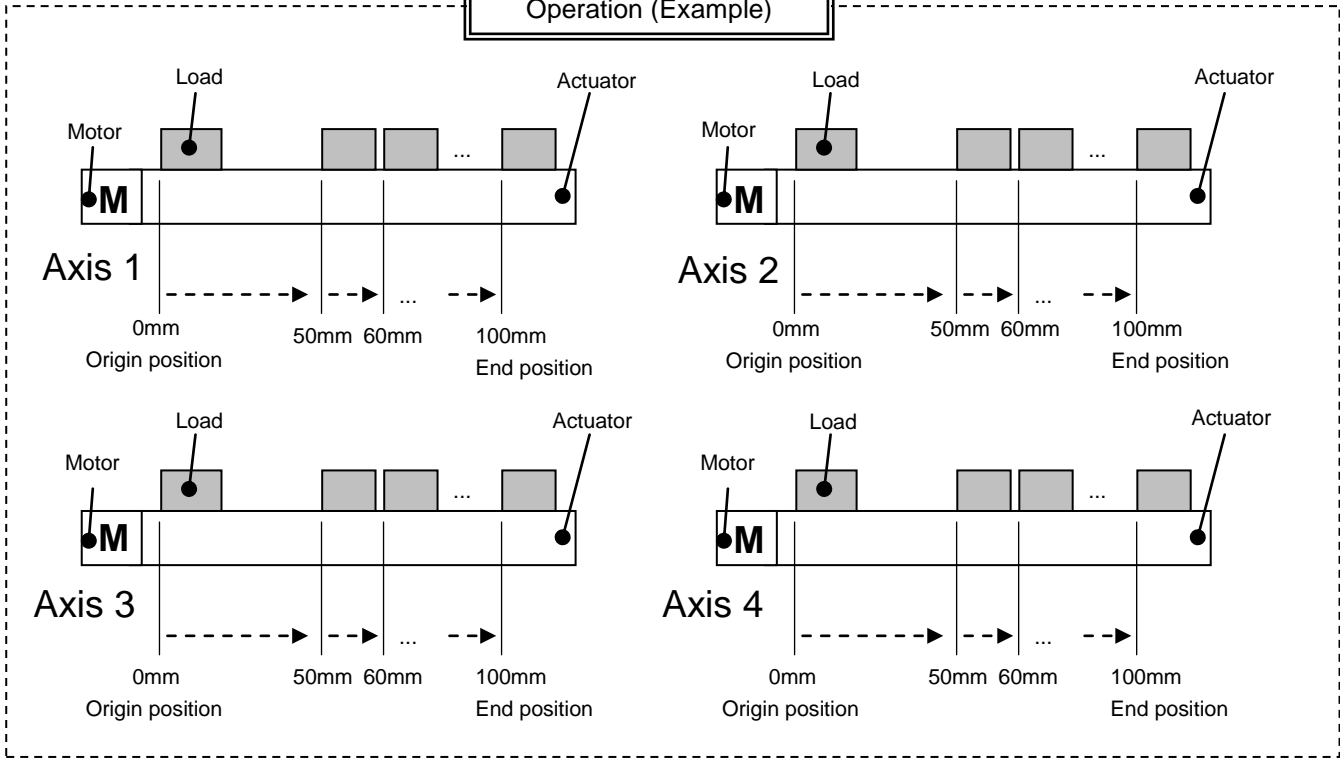 Operation (Example)
Load
Actuator
Motor
M
...
Axis 1
...
0mm
50mm 60mm
100mm
Origin position
End position
Load
Actuator
Motor
M
...
Axis 2
...
0mm
50mm 60mm
100mm
Origin position
End position
Load
Actuator
Motor
M
...
Axis 3
...
0mm
50mm 60mm
100mm
Origin position
End position
Load
Actuator
Motor
M
...
Axis 4
...
0mm
50mm 60mm
100mm
Origin position
End position